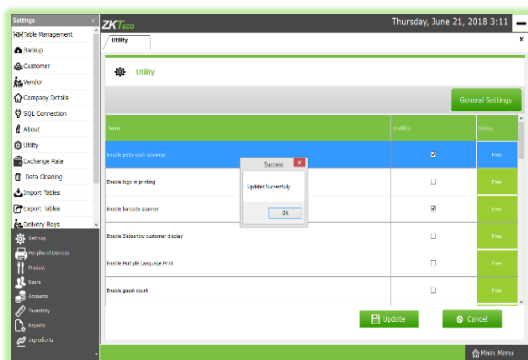 Settings
ZKTeco
Thursday, June 21, 2018 3:11
Table Management
Utility
x
Backup
Customer
Utility
Vendor
Company Details
General Settings
SQL Connection
About
Name
Enabled
Status
Utility
Exchange Rate
Enable petty cash advance
Free
Data Cleaning
Success
x
Import Tables
Updated Successfully
Enable logo in printing
Free
Export Tables
OK
Enable barcode scanner
Free
Delivery Boys
Settings
Enable Slideshow customer display
Free
Peripheral Devices
Product
Enable Multiple Language Print
Free
Users
Accounts
Enable guest count
Free
Inventory
Update
Cancel
Reports
Ingredients
Main Menu